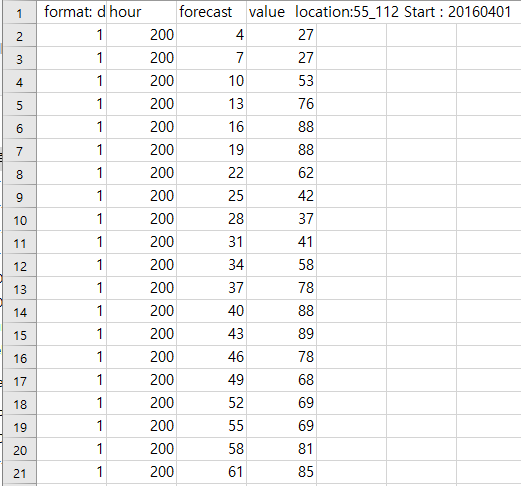 1 format: d hour forecast value location:55_112 Start : 20160401
2 1 200 4 27
3 1 200 7 27
4 1 200 10 53
5 1 200 13 76
6 1 200 16 88
7 1 200 19 88
8 1 200 22 62
9 1 200 25 42
10 1 200 28 37
11 1 200 31 41
12 1 200 34 58
13 1 200 37 78
14 1 200 40 88
15 1 200 43 89
16 1 200 46 78
17 1 200 49 68
18 1 200 52 69
19 1 200 55 69
20 1 200 58 81
21 1 200 61 85